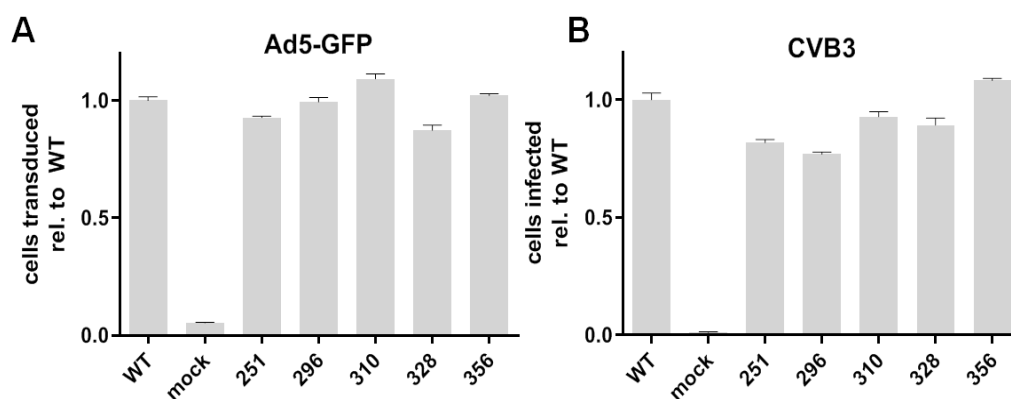 A
Ad5-GFP
cells transduced
rel. to WT
1.0
0.5
0.0
WT
mock
251
296
310
328
356
B
CVB3
cells infected
rel. to WT
1.0
0.5
0.0
WT
mock
251
296
310
328
356